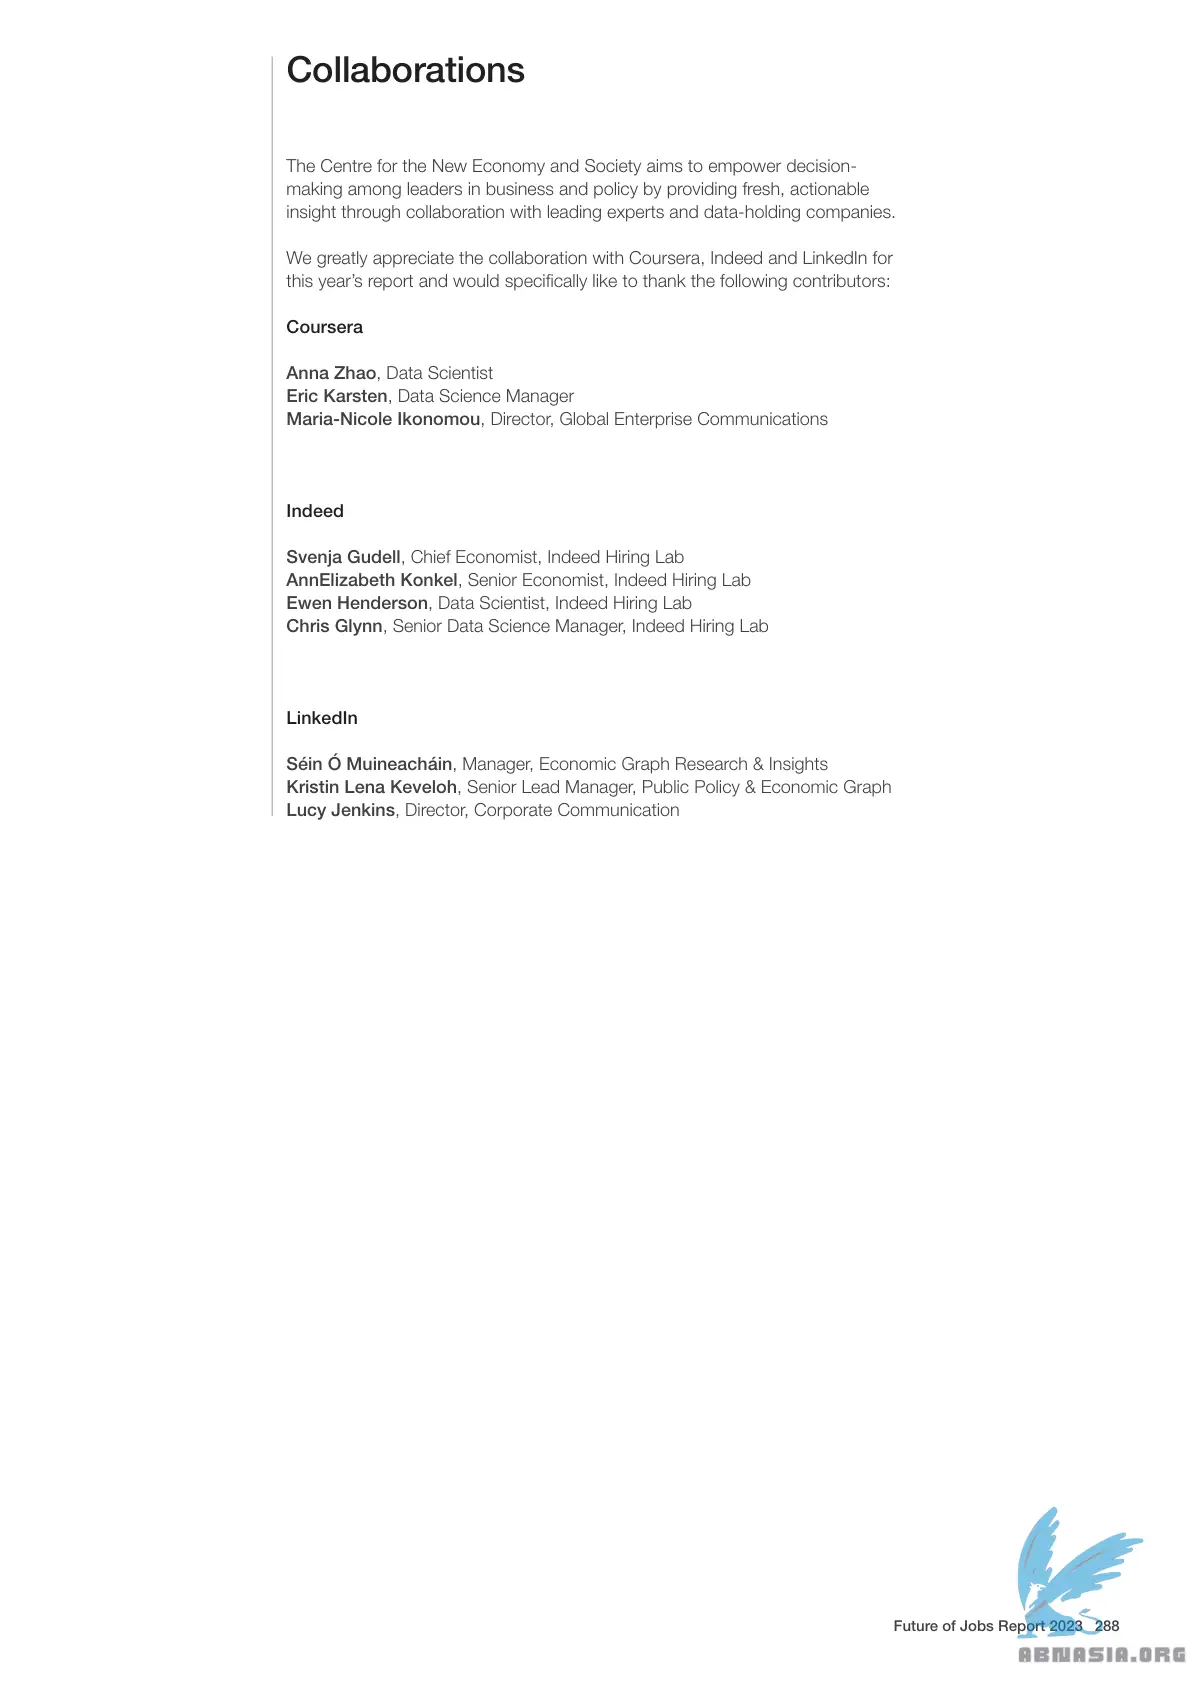 Collaborations
The Centre for the New Economy and Society aims to empower decision-
making among leaders in business and policy by providing fresh, actionable
insight through collaboration with leading experts and data-holding companies.
We greatly appreciate the collaboration with Coursera, Indeed and LinkedIn for
this year’s report and would specifically like to thank the following contributors:
Coursera
Anna Zhao, Data Scientist
Eric Karsten, Data Science Manager
Maria-Nicole Ikonomou, Director, Global Enterprise Communications
Indeed
Svenja Gudell, Chief Economist, Indeed Hiring Lab
AnnElizabeth Konkel, Senior Economist, Indeed Hiring Lab
Ewen Henderson, Data Scientist, Indeed Hiring Lab
Chris Glynn, Senior Data Science Manager, Indeed Hiring Lab
LinkedIn
Séin Ó Muineacháin, Manager, Economic Graph Research & Insights
Kristin Lena Keveloh, Senior Lead Manager, Public Policy & Economic Graph
Lucy Jenkins, Director, Corporate Communication
Future of Jobs Report 2023 288
ABNASIA.ORG